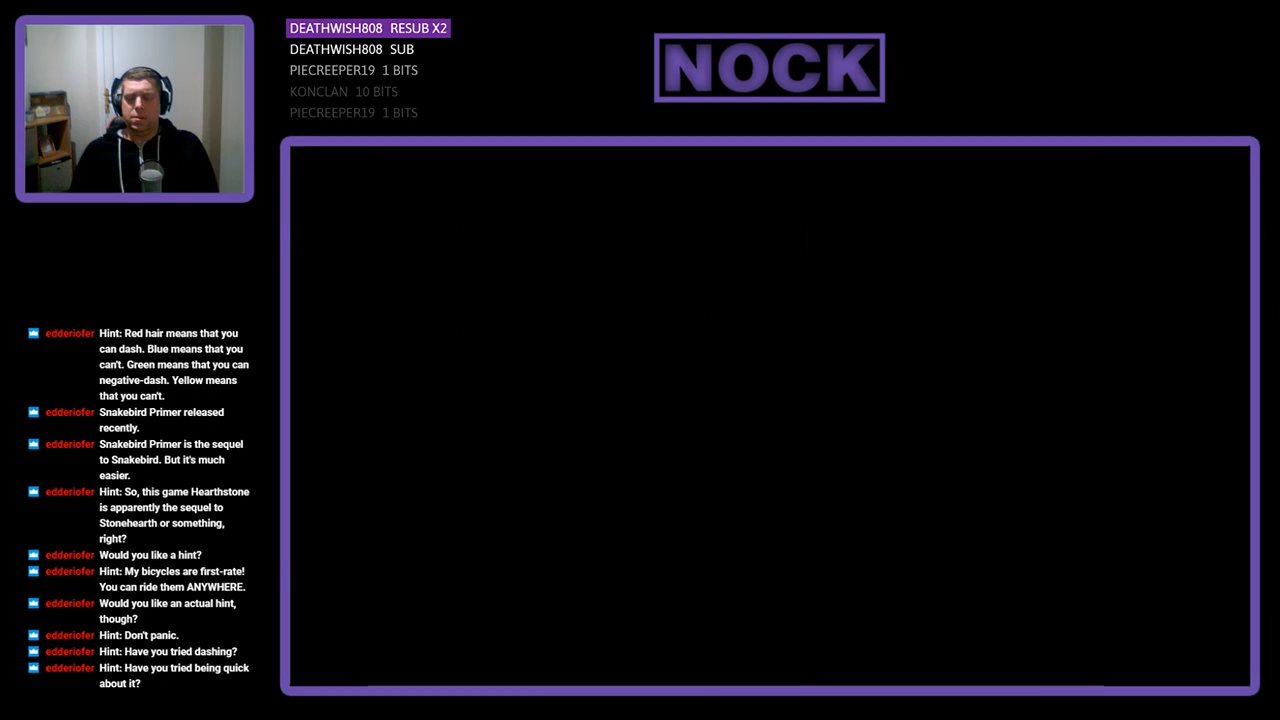 DEATHWISH808 RESUB X2
DEATHWISH808 SUB
PIECREEPER19 1 BITS
KONCLAN 10 BITS
PIECREEPER19 1 BITS
NOCK
edderiofer Hint: Red hair means that you
can dash. Blue means that you
can't. Green means that you can
negative-dash. Yellow means
that you can't.
edderiofer Snakebird Primer released
recently.
edderiofer Snakebird Primer is the sequel
to Snakebird. But it's much
easier.
edderiofer Hint: So, this game Hearthstone
is apparently the sequel to
Stonehearth or something,
right?
edderiofer Would you like a hint?
edderiofer Hint: My bicycles are first-rate!
You can ride them ANYWHERE.
edderiofer Would you like an actual hint,
though?
edderiofer Hint: Don't panic.
edderiofer Hint: Have you tried dashing?
edderiofer Hint: Have you tried being quick
about it?